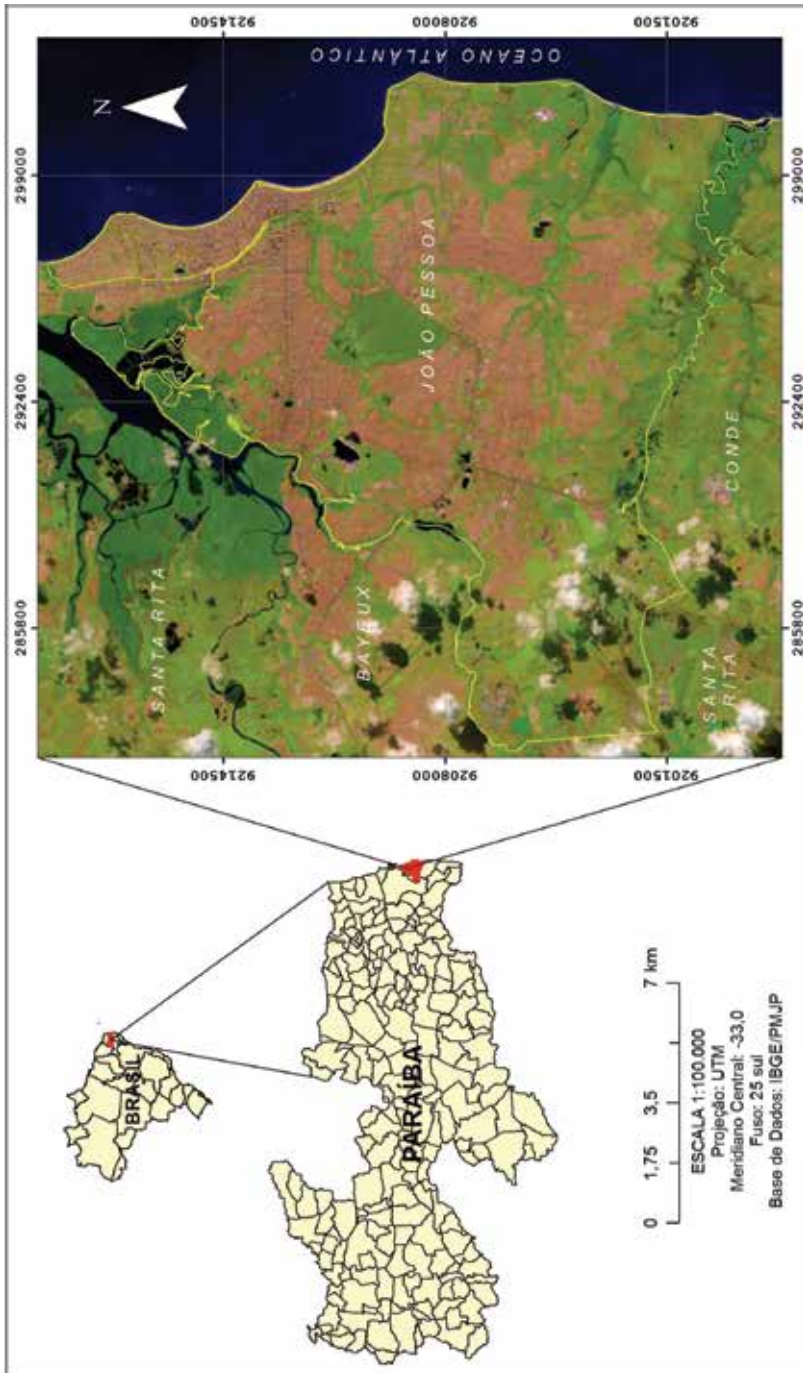 BRASIL
PARAÍBA
0 1,75 3,5 7 km
ESCALA 1:100.000
Projeção: UTM
Meridiano Central: -33,0
Fuso: 25 sul
Base de Dados: IBGE/PMJP
285800 292400 299000
9214500
9208000
9201500
N
OCEANO ATLÂNTICO
SANTA RITA
BAYEUX
JOÃO PESSOA
CONDE
SANTA
RITA
9214500
9208000
9201500
285800 292400 299000